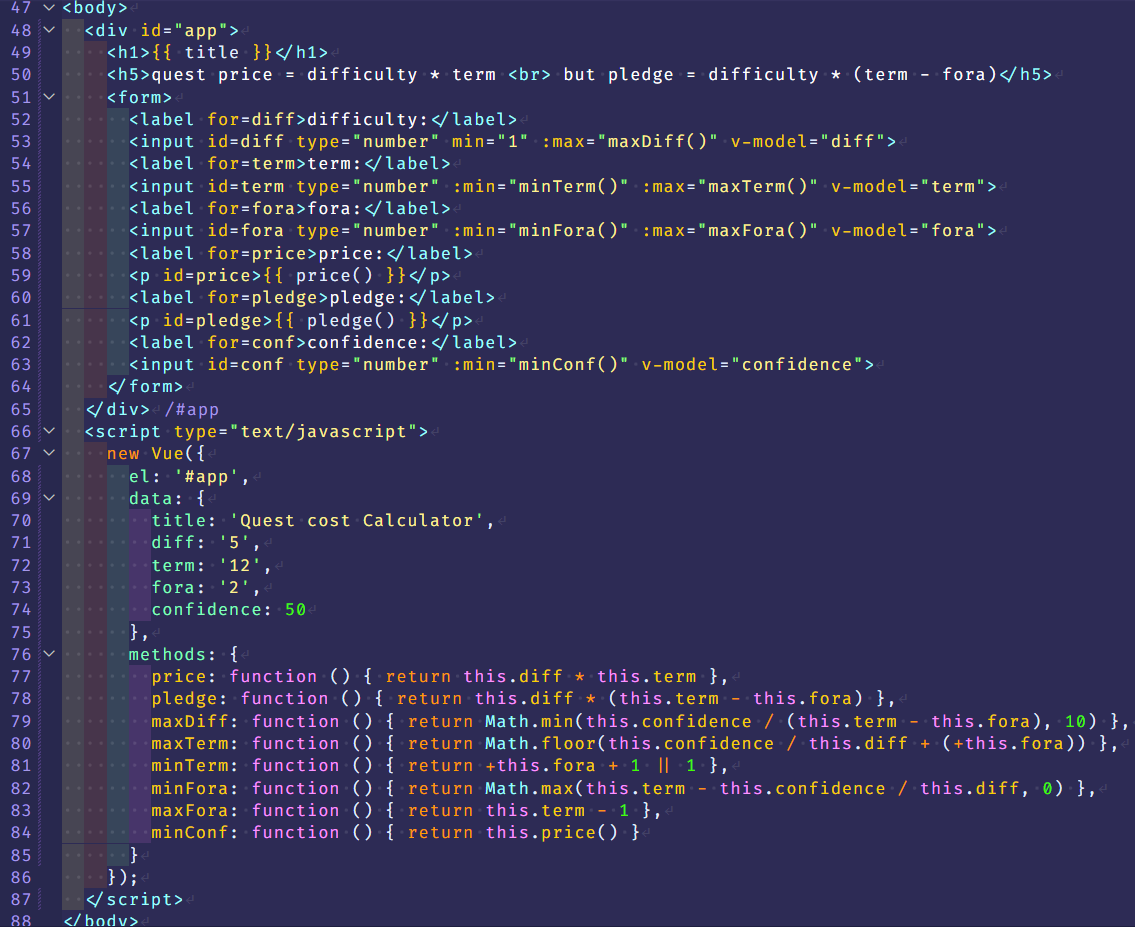 47 <body>
48 <div id="app">
49 <h1>{{ title }}</h1>
50 <h5>quest price = difficulty * term <br> but pledge = difficulty * (term - fora)</h5>
51 <form>
52 <label for=diff>difficulty:</label>
53 <input id=diff type="number" min="1" :max="maxDiff()" v-model="diff">
54 <label for=term>term:</label>
55 <input id=term type="number" :min="minTerm()" :max="maxTerm()" v-model="term">
56 <label for=fora>fora:</label>
57 <input id=fora type="number" :min="minFora()" :max="maxFora()" v-model="fora">
58 <label for=price>price:</label>
59 <p id=price>{{ price() }}</p>
60 <label for=pledge>pledge:</label>
61 <p id=pledge>{{ pledge() }}</p>
62 <label for=conf>confidence:</label>
63 <input id=conf type="number" :min="minConf()" v-model="confidence">
64 </form>
65 </div> /#app
66 <script type="text/javascript">
67 new Vue({
68 el: '#app',
69 data: {
70 title: 'Quest cost Calculator',
71 diff: '5',
72 term: '12',
73 fora: '2',
74 confidence: 50
75 },
76 methods: {
77 price: function () { return this.diff * this.term },
78 pledge: function () { return this.diff * (this.term - this.fora) },
79 maxDiff: function () { return Math.min(this.confidence / (this.term - this.fora), 10) },
80 maxTerm: function () { return Math.floor(this.confidence / this.diff + (+this.fora)) },
81 minTerm: function () { return +this.fora + 1 || 1 },
82 minFora: function () { return Math.max(this.term - this.confidence / this.diff, 0) },
83 maxFora: function () { return this.term - 1 },
84 minConf: function () { return this.price() }
85 }
86 });
87 </script>
88 </body>